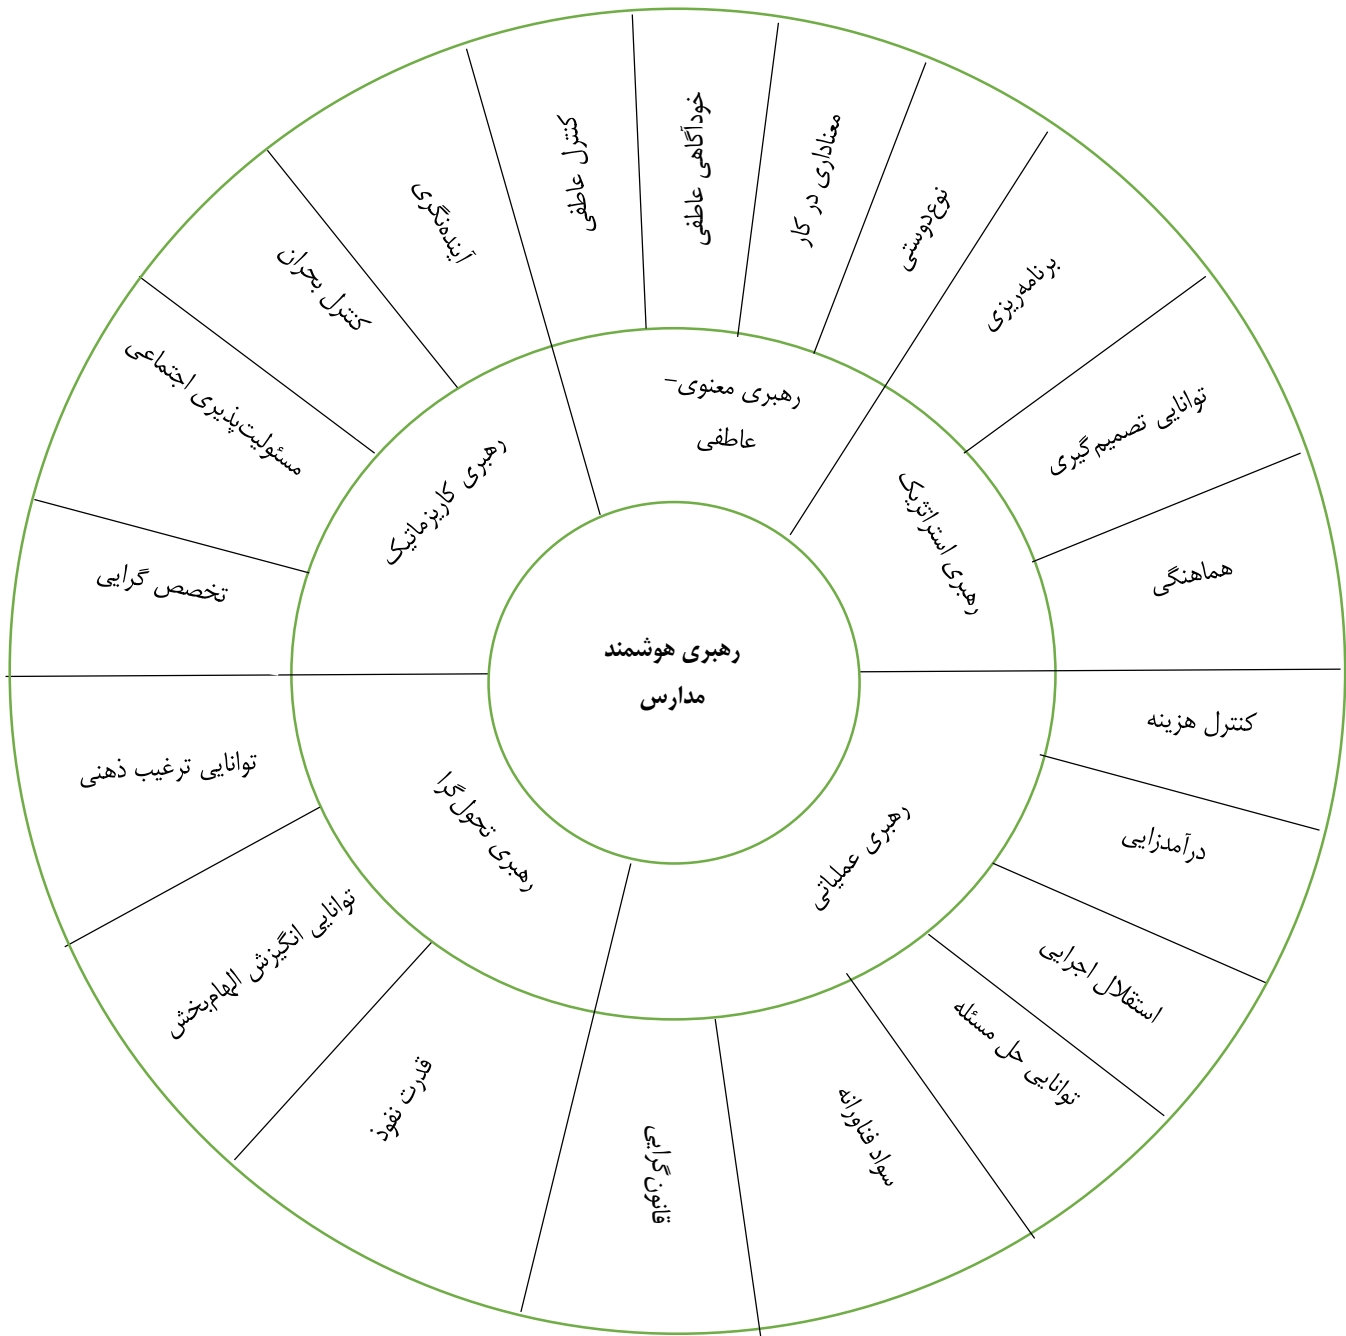 رهبری هوشمند
مدارس
رهبری معنوی-
عاطفی
رهبری استراتژیک
رهبری عملیاتی
رهبری تحول‌گرا
رهبری کاریزماتیک
کنترل عاطفی
خودآگاهی عاطفی
معناداری در کار
نوع‌دوستی
برنامه‌ریزی
توانایی تصمیم گیری
هماهنگی
کنترل هزینه
درآمدزایی
استقلال اجرایی
توانایی حل مسئله
سواد فناورانه
قانون‌گرایی
قدرت نفوذ
توانایی انگیزش الهام‌بخش
توانایی ترغیب ذهنی
تخصص گرایی
مسئولیت‌پذیری اجتماعی
کنترل بحران
آینده‌نگری